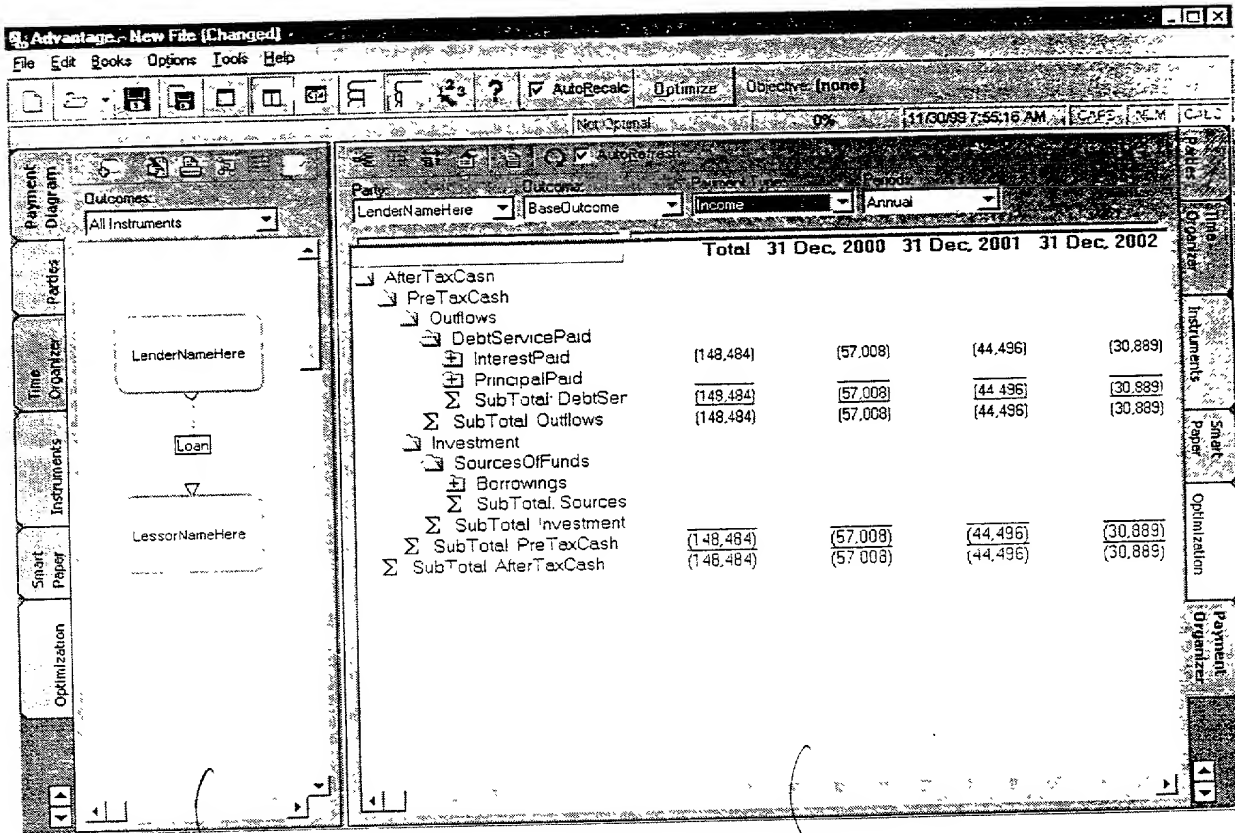 Advantage - New File [Changed]
File Edit Books Options Tools Help
AutoRecalc Optimize Objective: [none]
Not Optimal 0% 11/30/99 7:55:16 AM CAPS NUM CALC
Payment Diagram
Parties
Time Organizer
Instruments
Smart Paper
Optimization
Outcomes:
All Instruments
LenderNameHere
Loan
LessorNameHere
AutoRefresh
Party: Outcome: Payment Type: Periods:
LenderNameHere BaseOutcome Income Annual
Total 31 Dec, 2000 31 Dec, 2001 31 Dec, 2002
AfterTaxCash
PreTaxCash
Outflows
DebtServicePaid
InterestPaid (148,484) (57,008) (44,496) (30,889)
PrincipalPaid
Σ SubTotal: DebtSer (148,484) (57,008) (44,496) (30,889)
Σ SubTotal: Outflows (148,484) (57,008) (44,496) (30,889)
Investment
SourcesOfFunds
Borrowings
Σ SubTotal: Sources
Σ SubTotal: Investment
Σ SubTotal: PreTaxCash (148,484) (57,008) (44,496) (30,889)
Σ SubTotal: AfterTaxCash (148,484) (57,008) (44,496) (30,889)
Parties
Time Organizer
Instruments
Smart Paper
Optimization
Payment Organizer